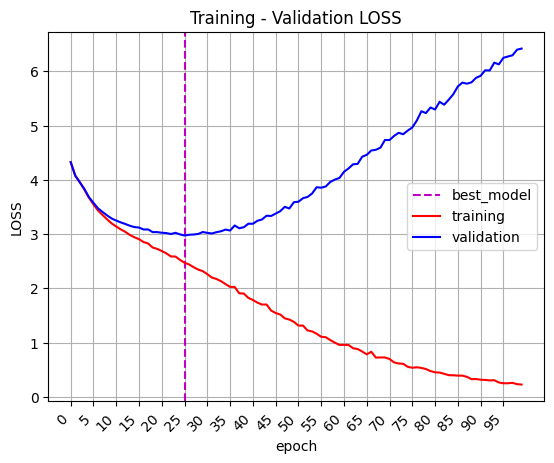 Training - Validation LOSS
LOSS
6
5
4
3
2
1
0
best_model
training
validation
0 5 10 15 20 25 30 35 40 45 50 55 60 65 70 75 80 85 90 95
epoch